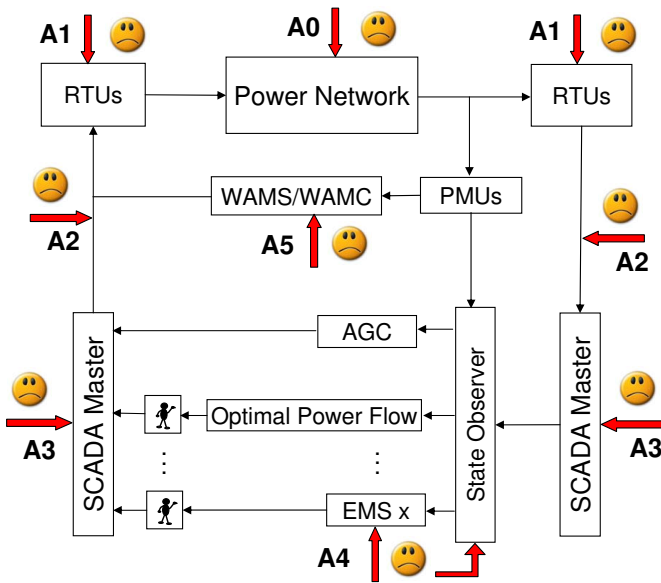 A1
A0
A1
RTUs
Power Network
RTUs
WAMS/WAMC
PMUs
A2
A5
A2
SCADA Master
AGC
State Observer
SCADA Master
Optimal Power Flow
A3
A3
EMS x
A4